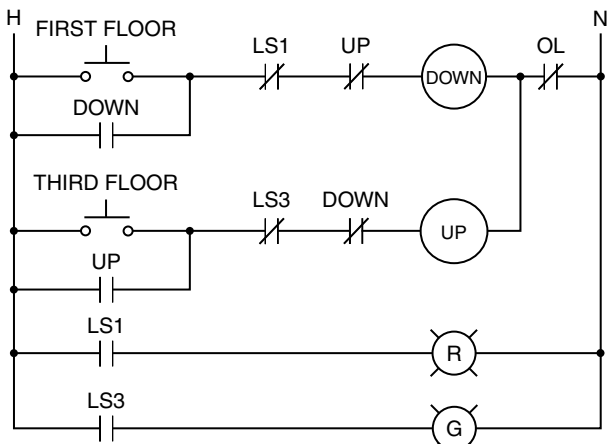 H N
FIRST FLOOR
LS1 UP OL
DOWN
DOWN
THIRD FLOOR
LS3 DOWN
UP
UP
LS1
R
LS3
G